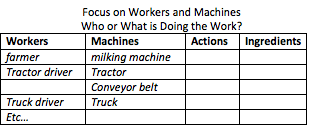 Focus on Workers and Machines
Who or What is Doing the Work?
Workers Machines Actions Ingredients
farmer milking machine
Tractor driver Tractor
Conveyor belt
Truck driver Truck
Etc...